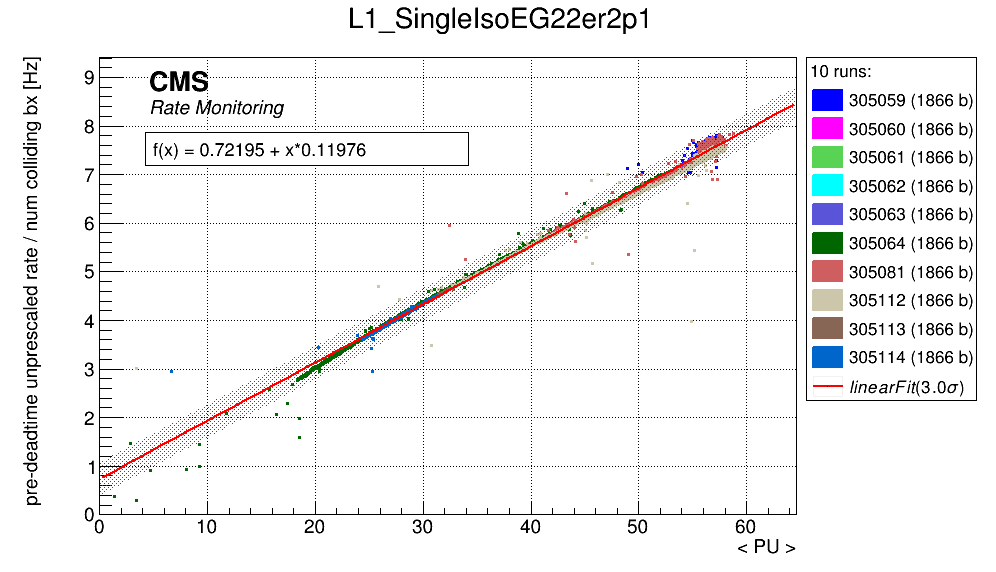 L1_SingleIsoEG22er2p1
pre-deadtime unprescaled rate / num colliding bx [Hz]
9
8
7
6
5
4
3
2
1
0
CMS
Rate Monitoring
f(x) = 0.72195 + x*0.11976
0 10 20 30 40 50 60
< PU >
10 runs:
305059 (1866 b)
305060 (1866 b)
305061 (1866 b)
305062 (1866 b)
305063 (1866 b)
305064 (1866 b)
305081 (1866 b)
305112 (1866 b)
305113 (1866 b)
305114 (1866 b)
linearFit(3.0σ)